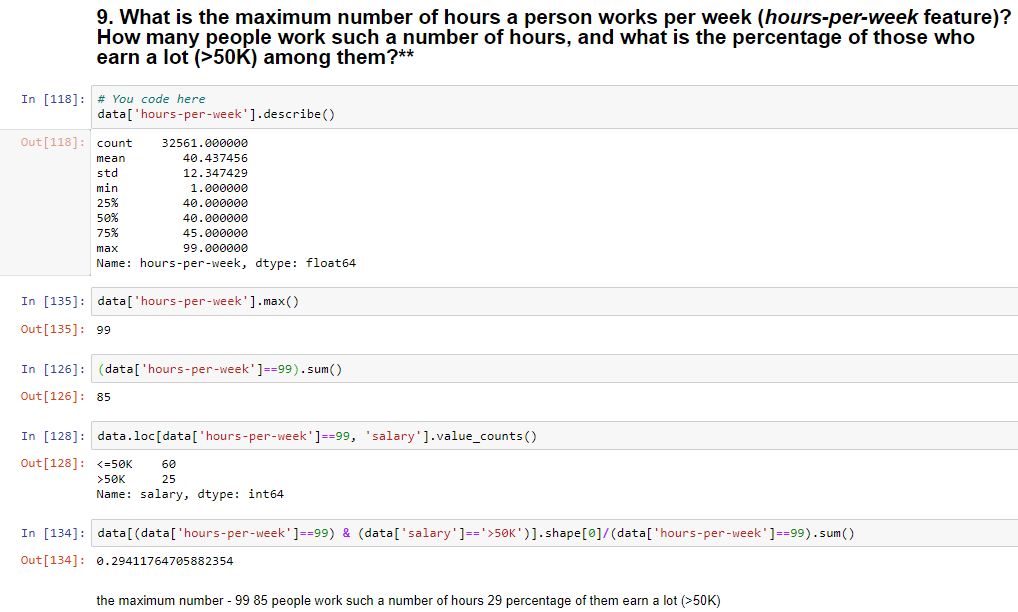 9. What is the maximum number of hours a person works per week (hours-per-week feature)?
How many people work such a number of hours, and what is the percentage of those who
earn a lot (>50K) among them?**
In [118]: # You code here
data['hours-per-week'].describe()
Out[118]: count 32561.000000
mean 40.437456
std 12.347429
min 1.000000
25% 40.000000
50% 40.000000
75% 45.000000
max 99.000000
Name: hours-per-week, dtype: float64
In [135]: data['hours-per-week'].max()
Out[135]: 99
In [126]: (data['hours-per-week']==99).sum()
Out[126]: 85
In [128]: data.loc[data['hours-per-week']==99, 'salary'].value_counts()
Out[128]: <=50K 60
>50K 25
Name: salary, dtype: int64
In [134]: data[(data['hours-per-week']==99) & (data['salary']=='>50K')].shape[0]/(data['hours-per-week']==99).sum()
Out[134]: 0.29411764705882354
the maximum number - 99 85 people work such a number of hours 29 percentage of them earn a lot (>50K)